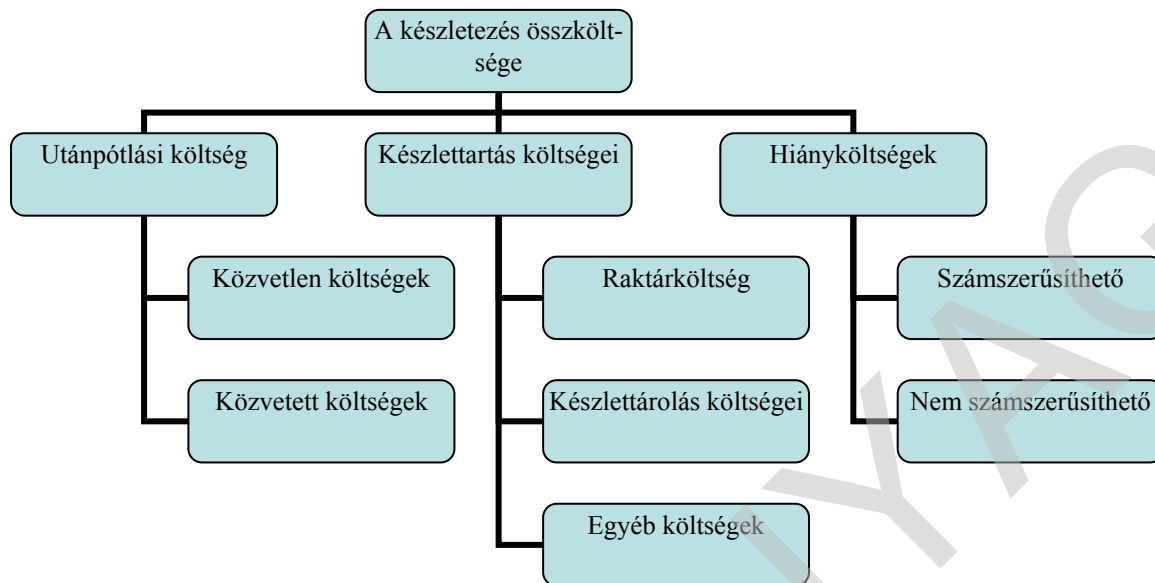 A készletezés összkölt-
sége
Utánpótlási költség
Készlettartás költségei
Hiányköltségek
Közvetlen költségek
Raktárköltség
Számszerűsíthető
Közvetett költségek
Készlettárolás költségei
Nem számszerűsíthető
Egyéb költségek
YAG